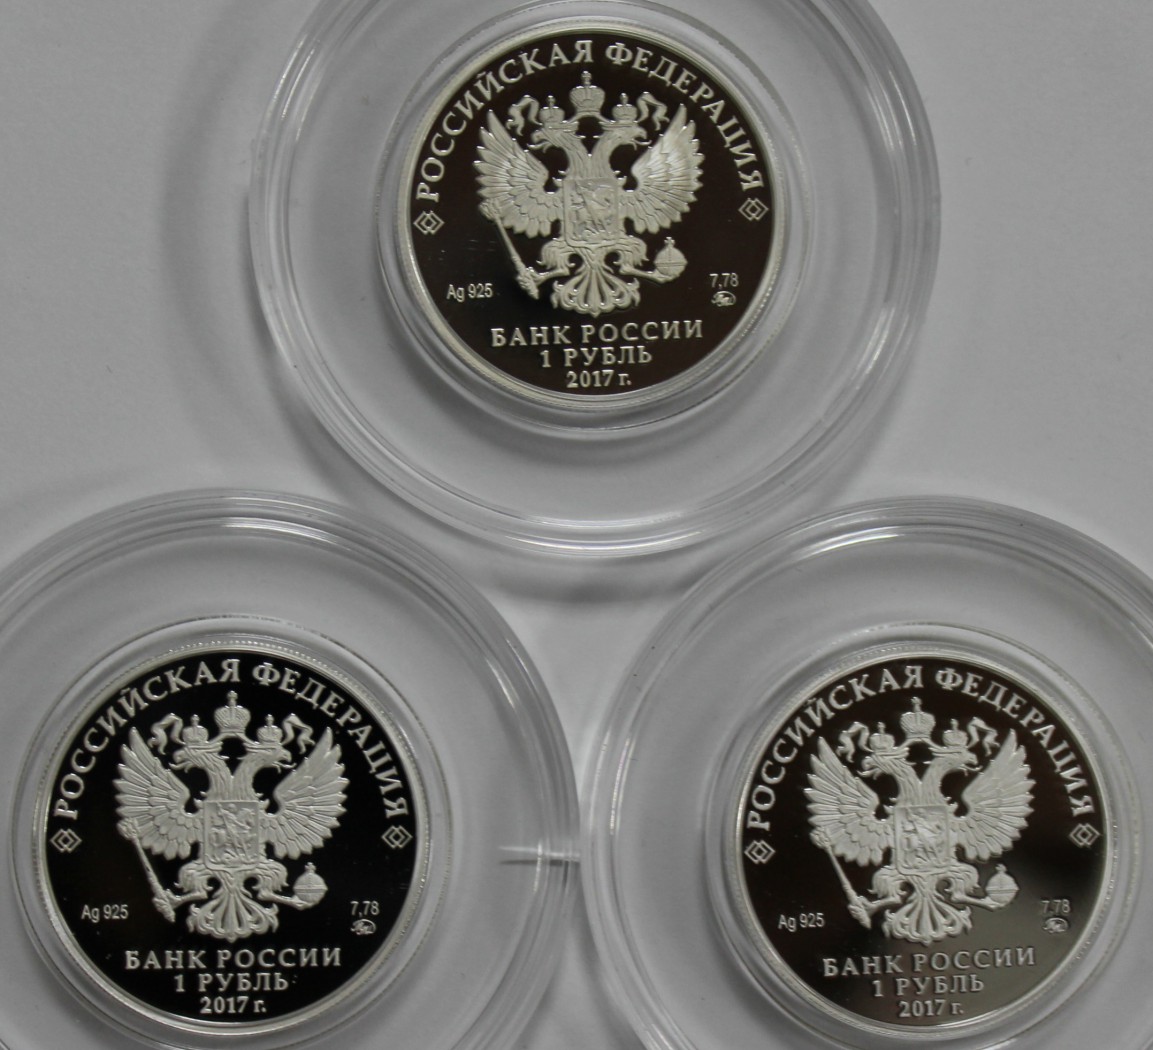 РОССИЙСКАЯ ФЕДЕРАЦИЯ
Ag 925
7,78
БАНК РОССИИ
1 РУБЛЬ
2017 г.
РОССИЙСКАЯ ФЕДЕРАЦИЯ
Ag 925
7,78
БАНК РОССИИ
1 РУБЛЬ
2017 г.
РОССИЙСКАЯ ФЕДЕРАЦИЯ
Ag 925
7,78
БАНК РОССИИ
1 РУБЛЬ
2017 г.